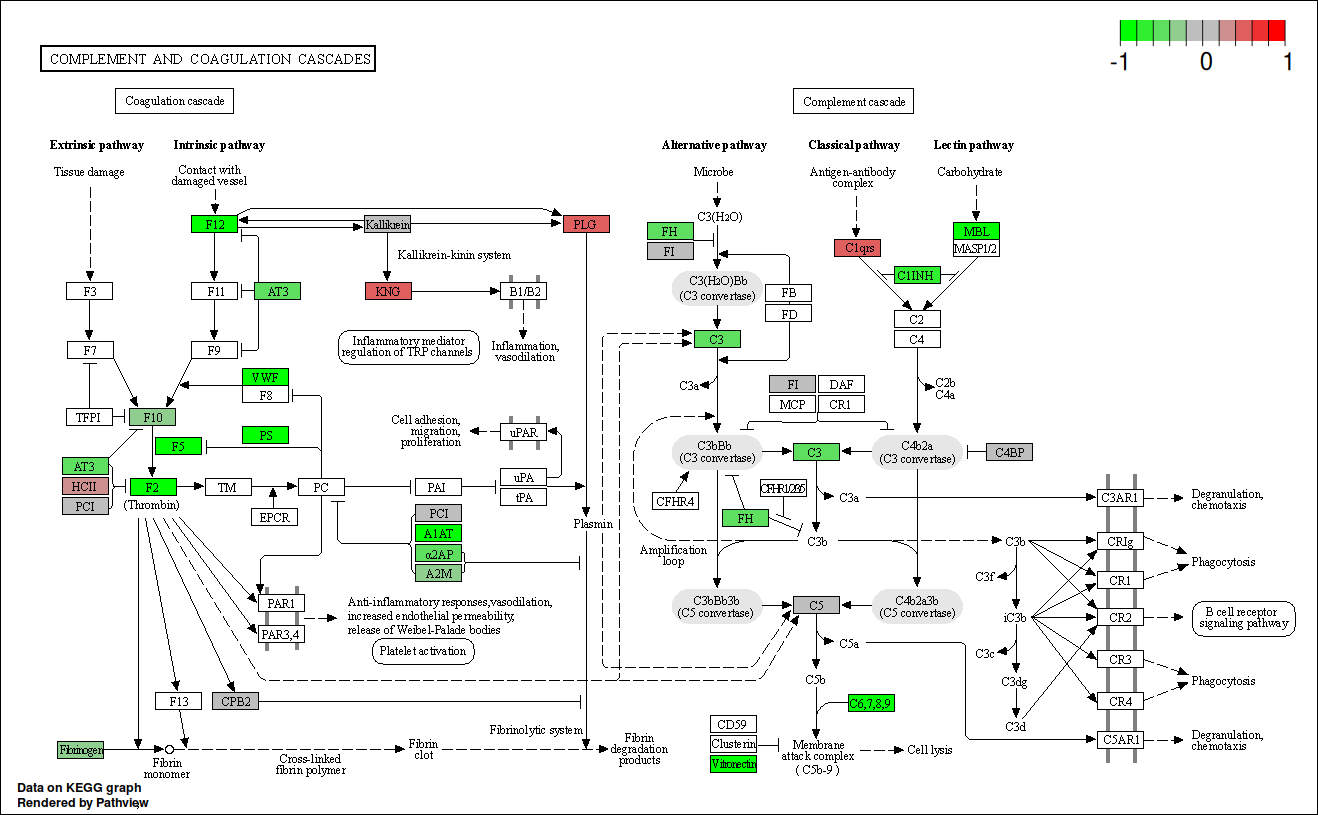 COMPLEMENT AND COAGULATION CASCADES
-1 0 1
Coagulation cascade
Complement cascade
Extrinsic pathway
Intrinsic pathway
Alternative pathway
Classical pathway
Lectin pathway
Tissue damage
Contact with
damaged vessel
Microbe
Antigen-antibody
complex
Carbohydrate
F12
Kallikrein
PLG
C3(H2O)
FH
FI
C1qrs
MBL
MASP1/2
Kallikrein-kinin system
C1INH
F3
F11
AT3
KNG
B1/B2
C3(H2O)Bb
(C3 convertase)
FB
FD
C2
C4
F7
F9
Inflammatory mediator
regulation of TRP channels
Inflammation,
vasodilation
C3
VWF
F8
C3a
FI
DAF
MCP
CR1
C2b
C4a
TFPI
F10
Cell adhesion,
migration,
proliferation
uPAR
F5
PS
C3bBb
(C3 convertase)
C3
C4b2a
(C3 convertase)
C4BP
AT3
HCII
PCI
F2
(Thrombin)
TM
PC
PAI
uPA
tPA
EPCR
CFHR4
C3a
C3AR1
Degranulation,
chemotaxis
PCI
A1AT
α2AP
A2M
Plasmin
FH
Amplification
loop
C3b
C3b
CRIg
Phagocytosis
C3f
CR1
PAR1
PAR3,4
Anti-inflammatory responses,vasodilation,
increased endothelial permeability,
release of Weibel-Palade bodies
Platelet activation
C3bBb3b
(C5 convertase)
C5
C4b2a3b
(C5 convertase)
iC3b
CR2
B cell receptor
signaling pathway
C5a
C3c
CR3
C5b
C3dg
Phagocytosis
F13
CPB2
C6,7,8,9
CR4
C3d
Fibrinolytic system
CD59
Clusterin
Vitronectin
Membrane
attack complex
( C5b-9 )
Cell lysis
C5AR1
Degranulation,
chemotaxis
Fibrinogen
Fibrin
monomer
Cross-linked
fibrin polymer
Fibrin
clot
Fibrin
degradation
products
Data on KEGG graph
Rendered by Pathview